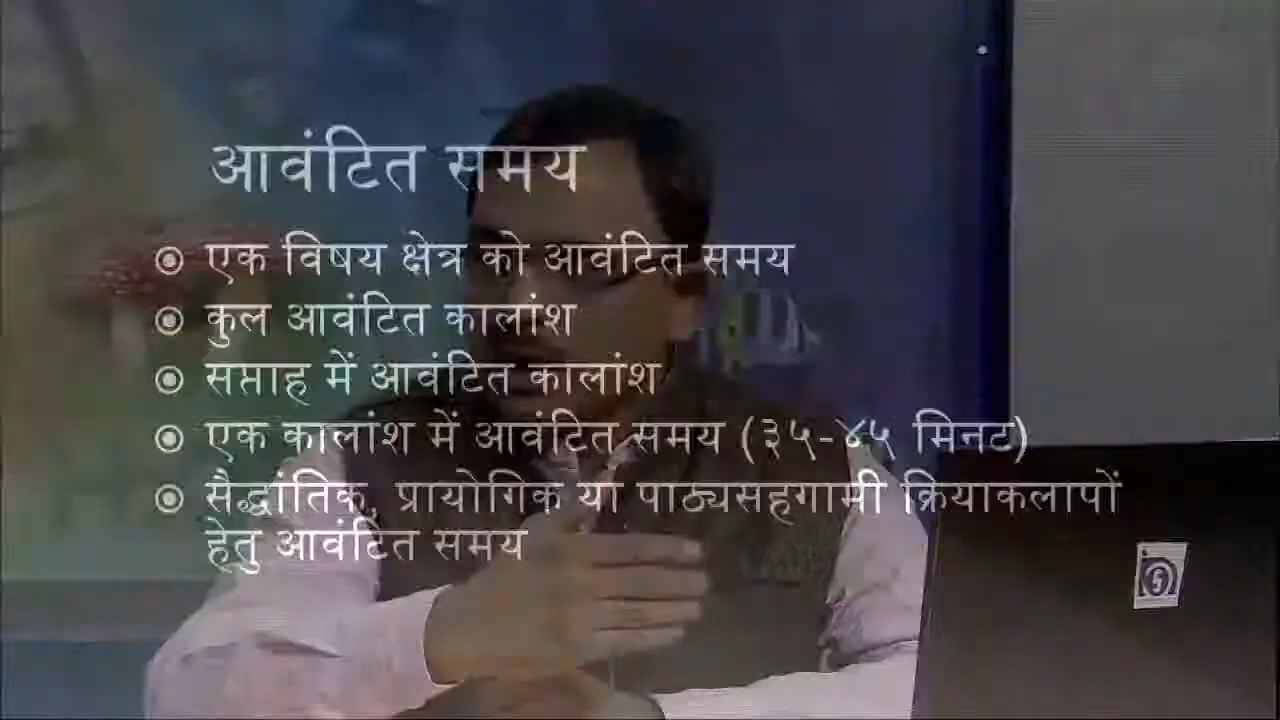 आवंटित समय
एक विषय क्षेत्र को आवंटित समय
कुल आवंटित कालांश
सप्ताह में आवंटित कालांश
एक कालांश में आवंटित समय (३५-४५ मिनट)
सैद्धांतिक, प्रायोगिक या पाठ्यसहगामी क्रियाकलापों
हेतु आवंटित समय